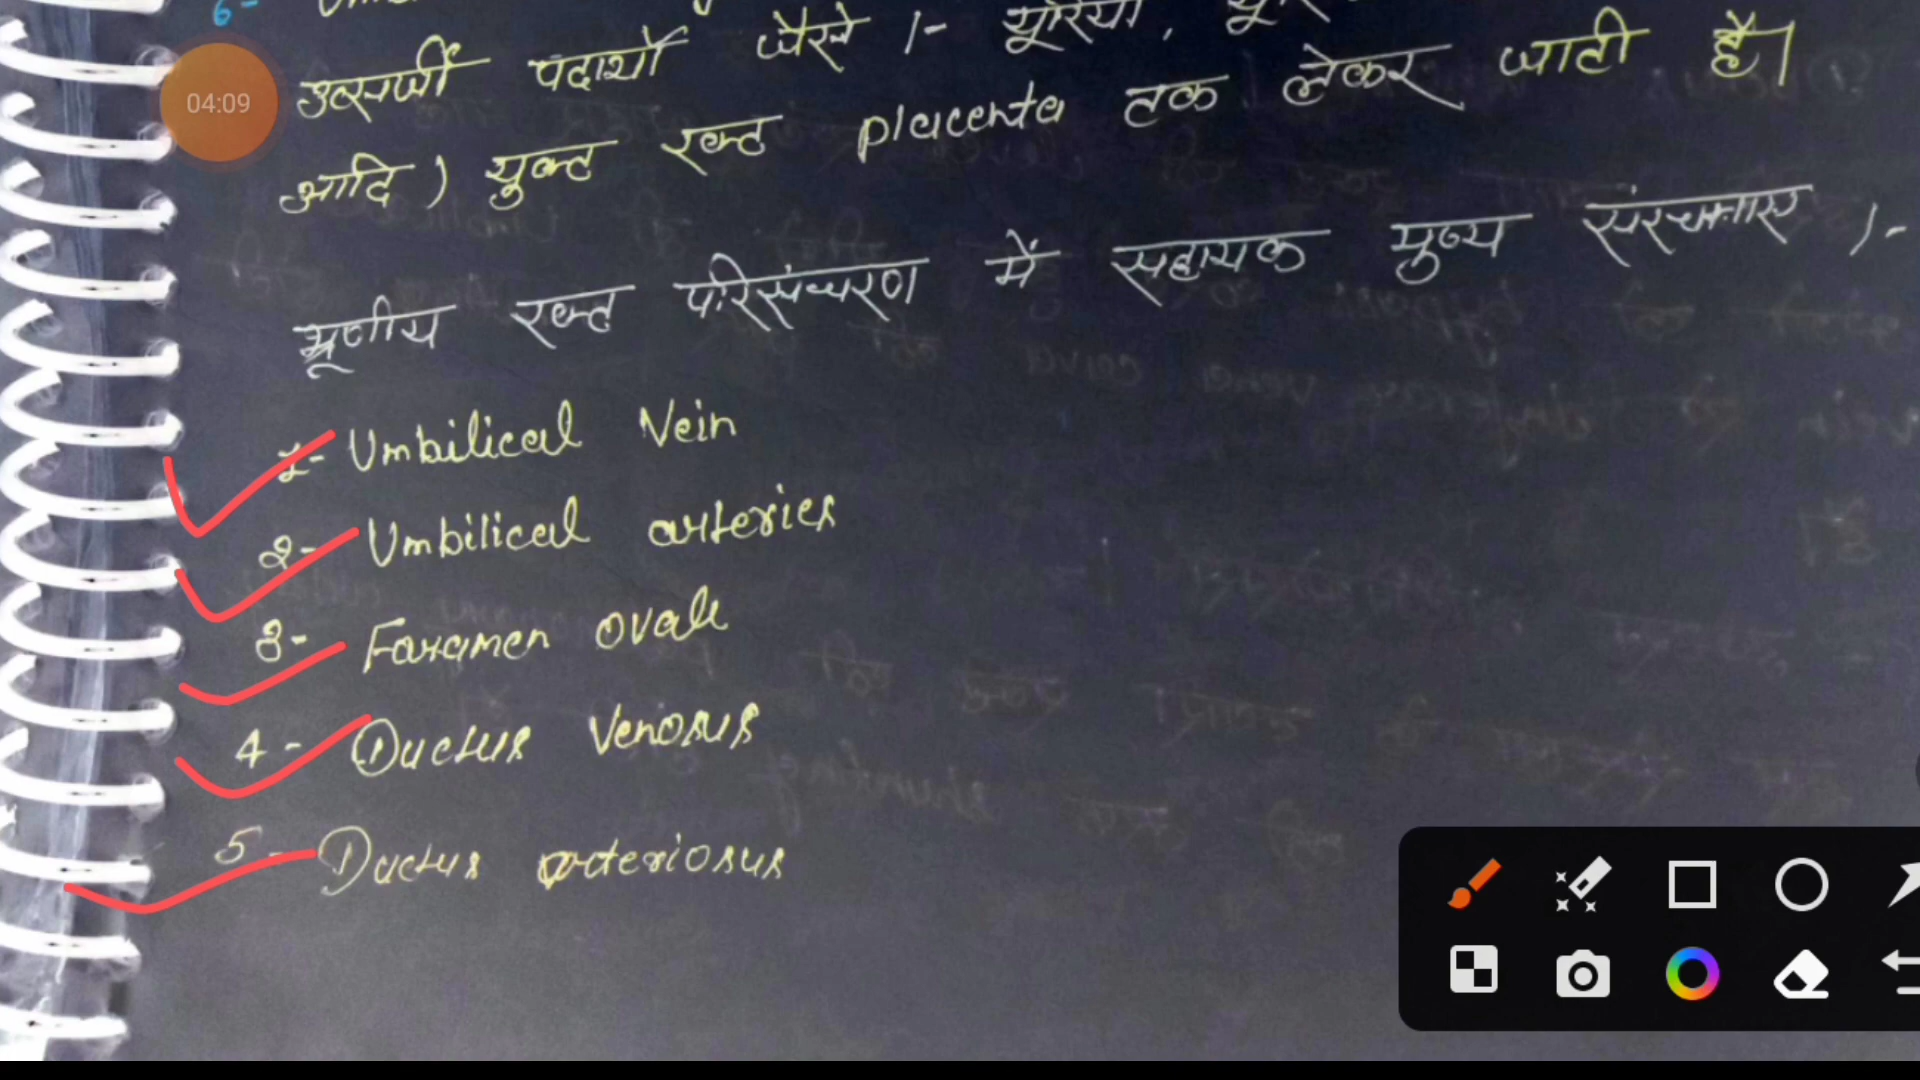 6-
04:09
उत्सर्जी पदार्थों जैसे :- यूरिया,
आदि ) युक्त रक्त placenta तक लेकर जाती है।
भ्रूणीय रक्त परिसंचरण में सहायक मुख्य संरचनाएं :-
1- Umbilical Vein
2- Umbilical arteries
3- Foramen ovale
4- Ductus Venosus
5- Ductus arteriosus